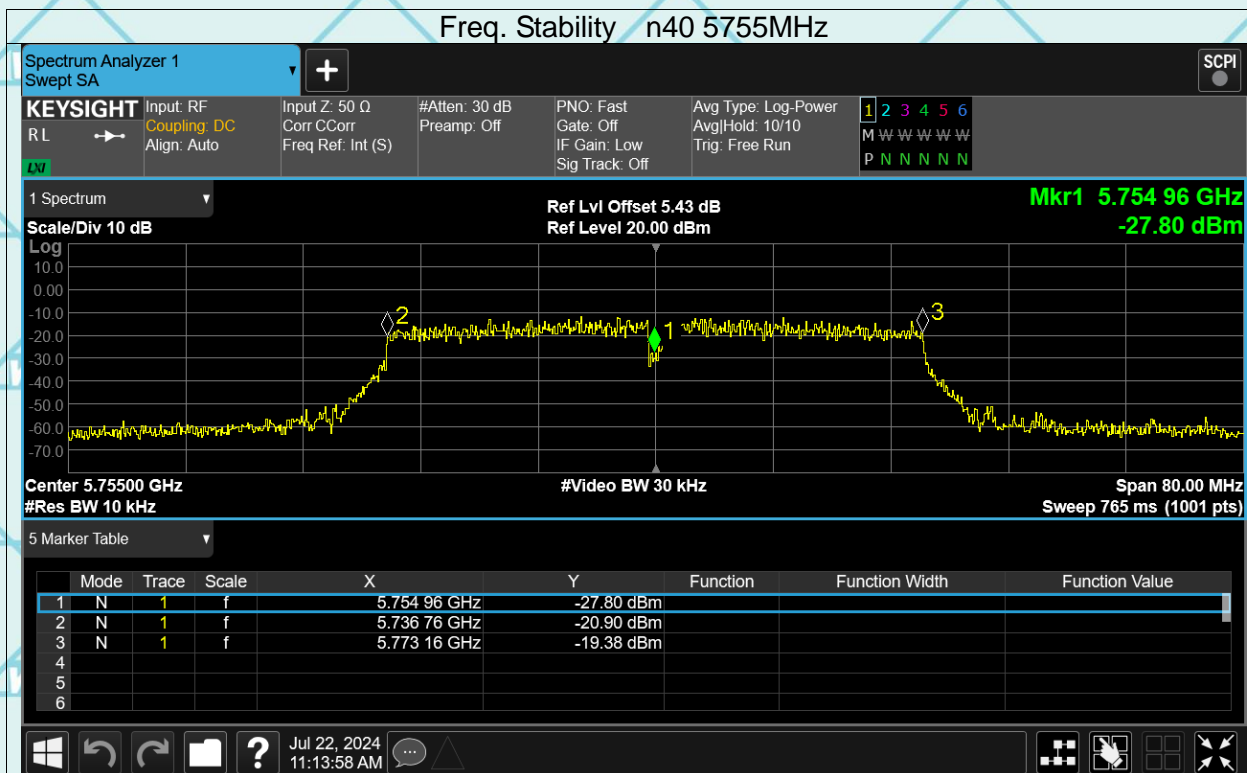 Freq. Stability n40 5755MHz
Spectrum Analyzer 1
Swept SA
SCPI
KEYSIGHT
R L
LXI
Input: RF
Coupling: DC
Align: Auto
Input Z: 50 Ω
Corr CCorr
Freq Ref: Int (S)
#Atten: 30 dB
Preamp: Off
PNO: Fast
Gate: Off
IF Gain: Low
Sig Track: Off
Avg Type: Log-Power
Avg|Hold: 10/10
Trig: Free Run
1 2 3 4 5 6
M W W W W W
P N N N N N
1 Spectrum
Scale/Div 10 dB
Ref Lvl Offset 5.43 dB
Ref Level 20.00 dBm
Mkr1 5.754 96 GHz
-27.80 dBm
Log
10.0
0.00
-10.0
-20.0
-30.0
-40.0
-50.0
-60.0
-70.0
2
1
3
Center 5.75500 GHz
#Video BW 30 kHz
Span 80.00 MHz
#Res BW 10 kHz
Sweep 765 ms (1001 pts)
5 Marker Table
Mode Trace Scale X Y Function Function Width Function Value
1 N 1 f 5.754 96 GHz -27.80 dBm
2 N 1 f 5.736 76 GHz -20.90 dBm
3 N 1 f 5.773 16 GHz -19.38 dBm
4
5
6
?
Jul 22, 2024
11:13:58 AM